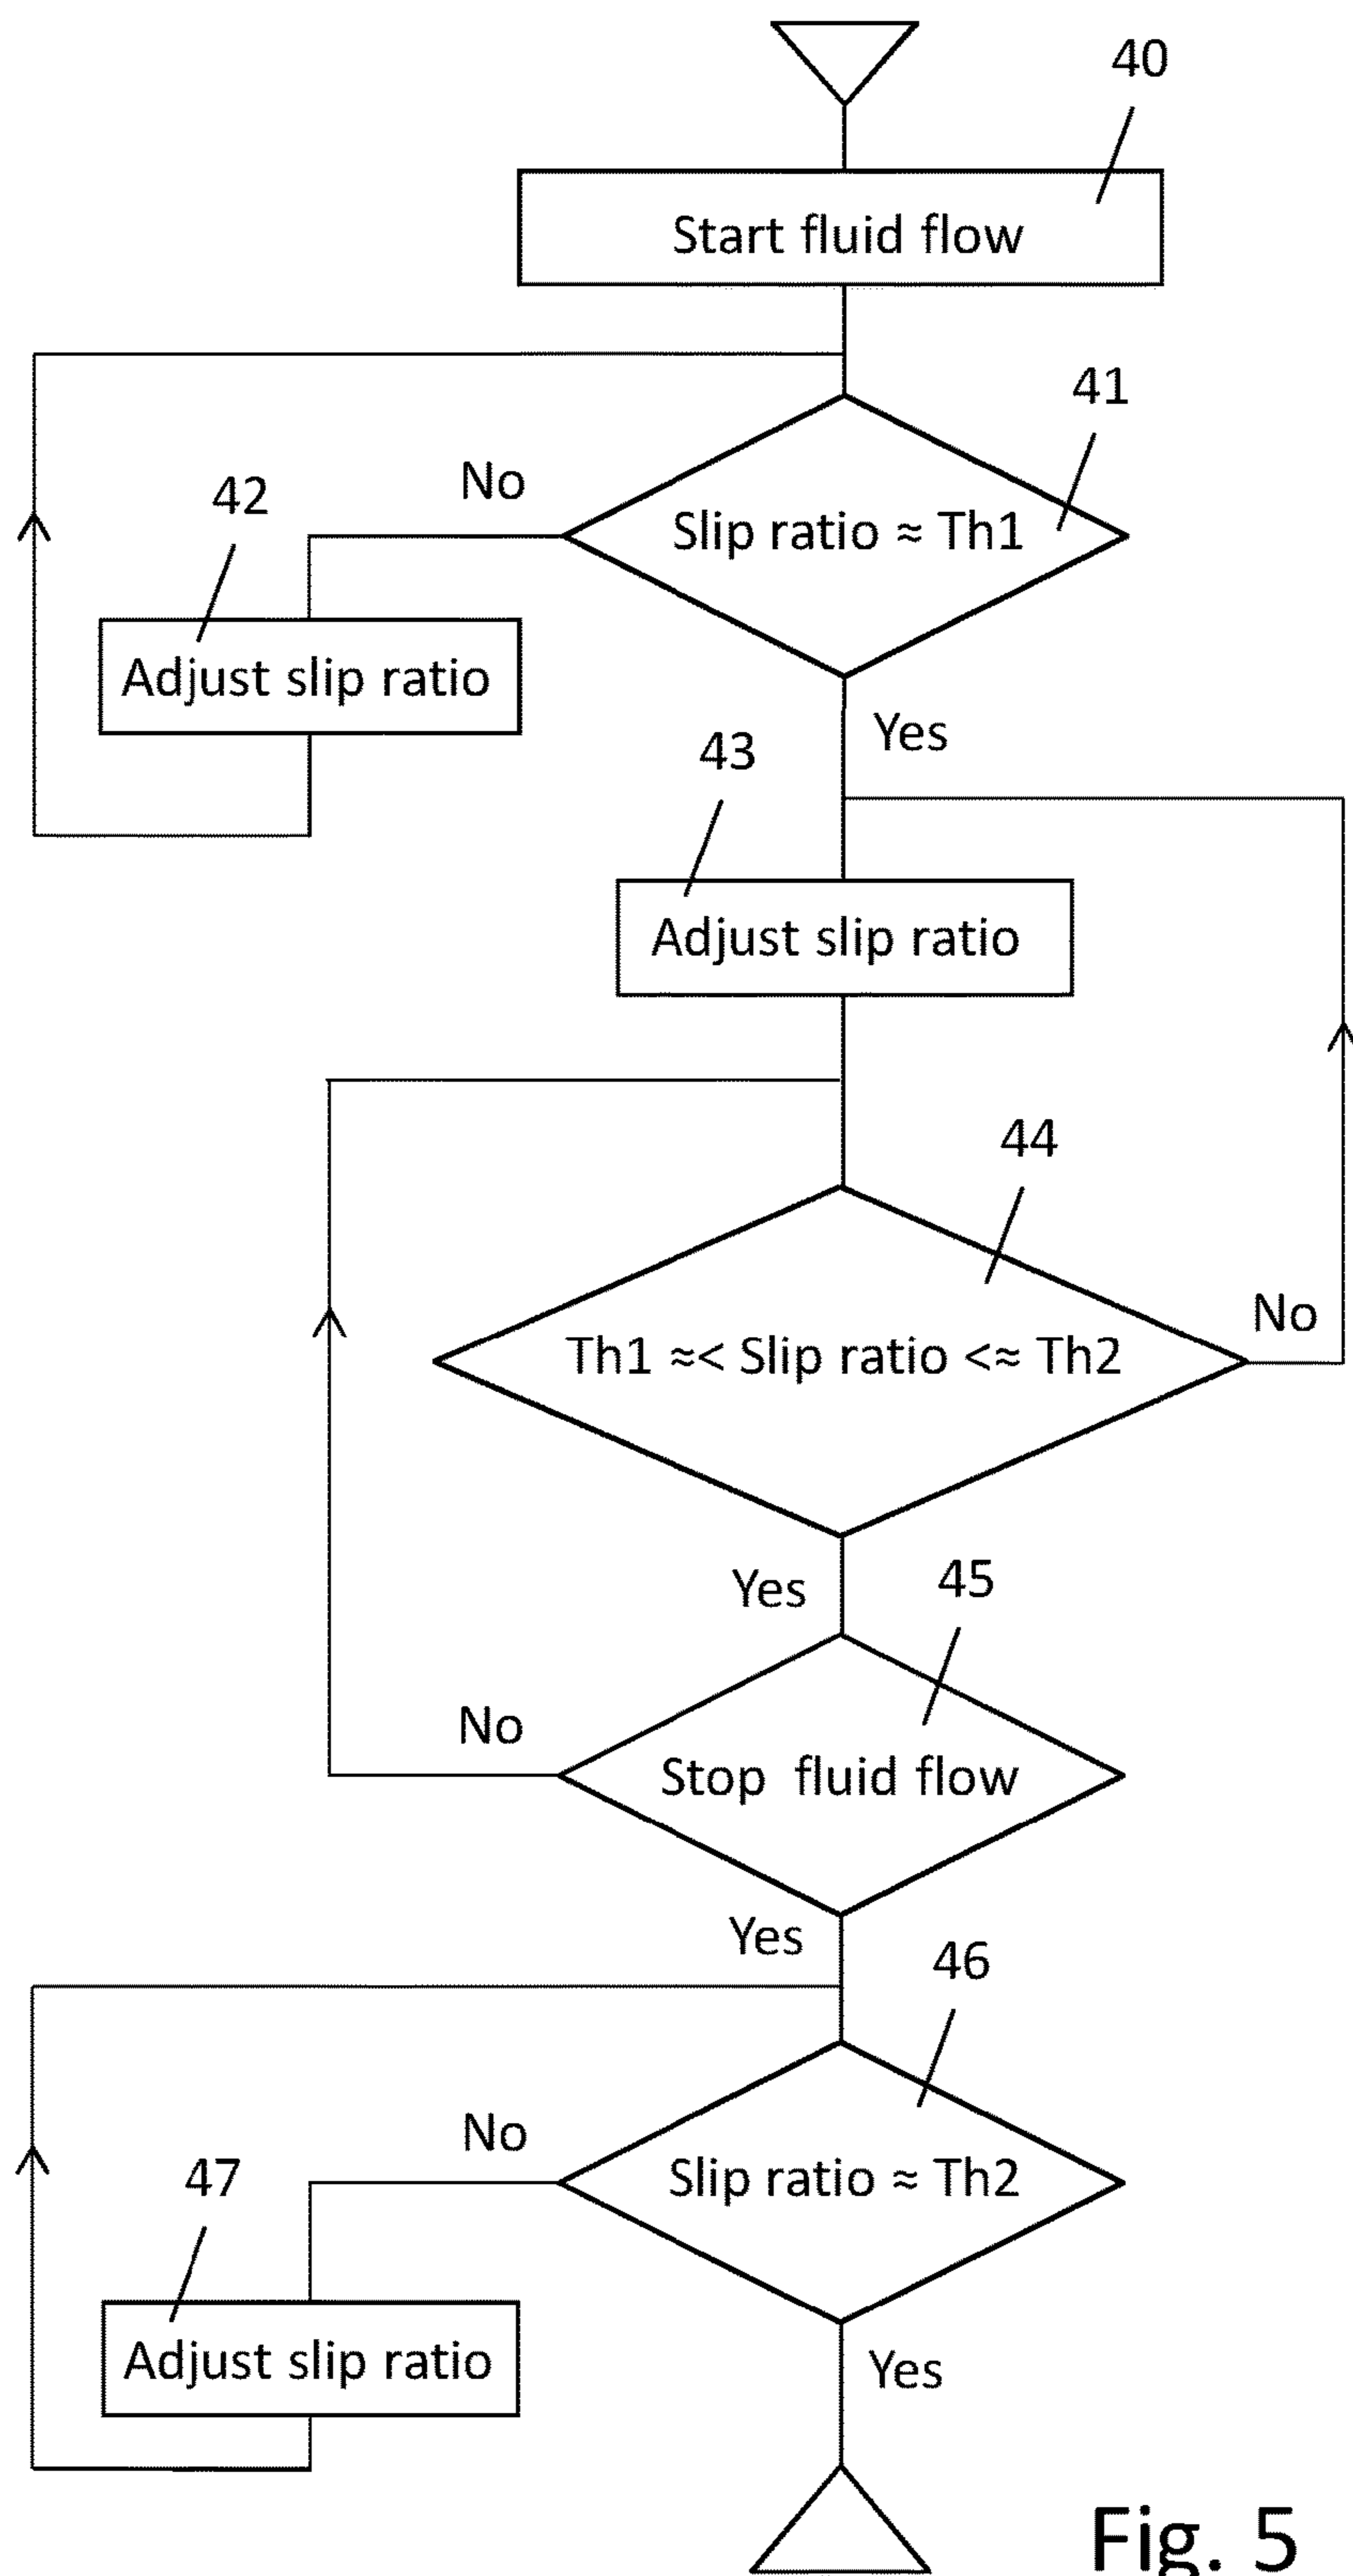 40
Start fluid flow
41
No
42
Slip ratio ≈ Th1
Adjust slip ratio
Yes
43
Adjust slip ratio
44
No
Th1 ≈< Slip ratio <≈ Th2
Yes
45
No
Stop fluid flow
Yes
46
No
47
Slip ratio ≈ Th2
Adjust slip ratio
Yes
Fig. 5